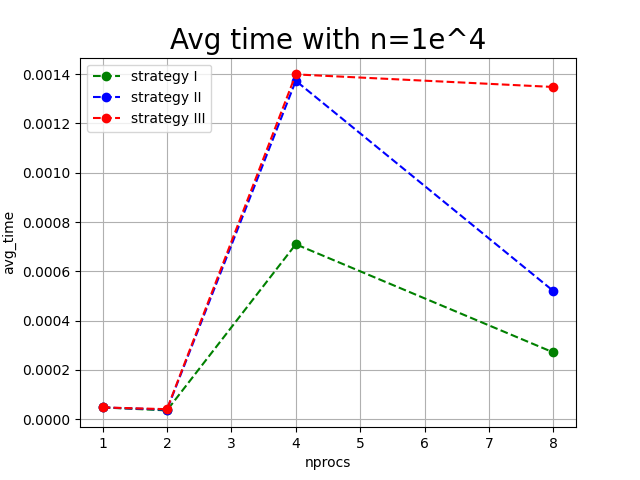 Avg time with n=1e^4
strategy I
strategy II
strategy III
avg_time
0.0014
0.0012
0.0010
0.0008
0.0006
0.0004
0.0002
0.0000
1 2 3 4 5 6 7 8
nprocs